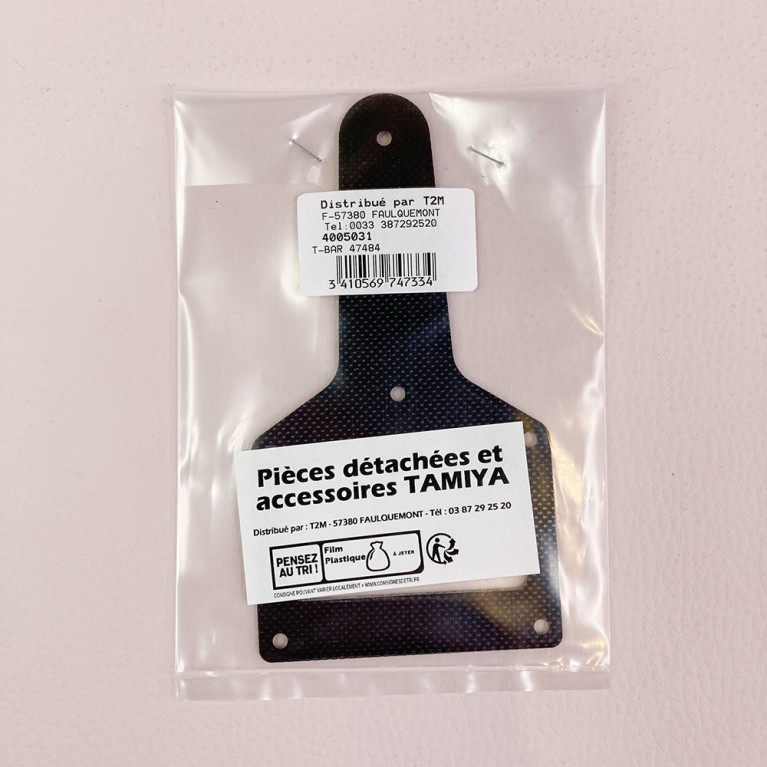 Distribué par T2M
F-57380 FAULQUEMONT
Tel:0033 387292520
4005031
T-BAR 47484
3 410569 747334
Pièces détachées et
accessoires TAMIYA
Distribué par : T2M - 57380 FAULQUEMONT - Tél : 03 87 29 25 20
PENSEZ
AU TRI !
Film
Plastique
À JETER
CONSIGNE POUVANT VARIER LOCALEMENT > WWW.CONSIGNESDETRI.FR